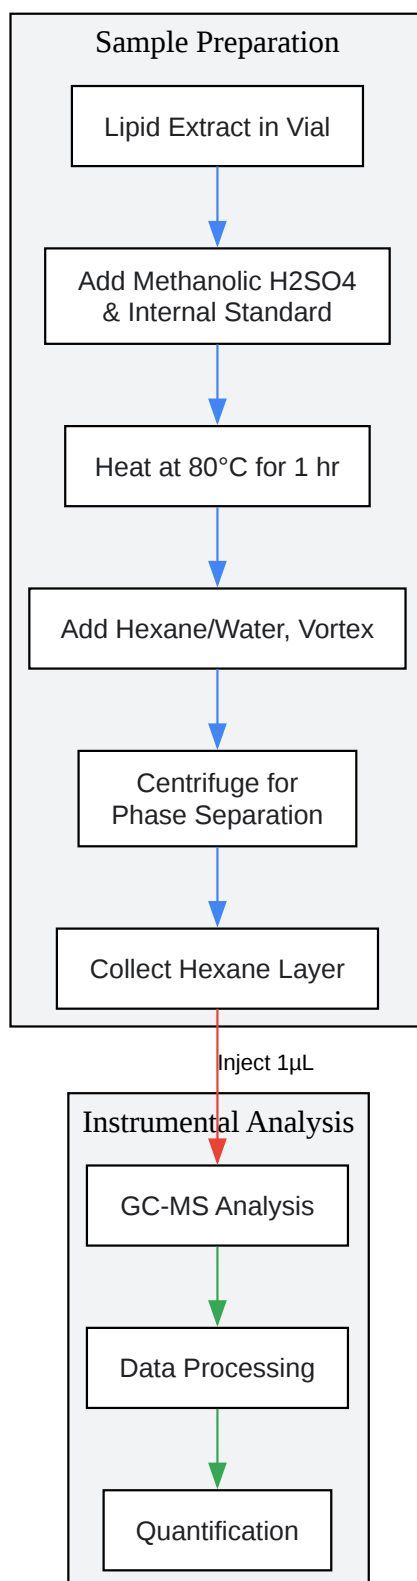 Sample Preparation
Lipid Extract in Vial
Add Methanolic H2SO4
& Internal Standard
Heat at 80°C for 1 hr
Add Hexane/Water, Vortex
Centrifuge for
Phase Separation
Collect Hexane Layer
Inject 1µL
Instrumental Analysis
GC-MS Analysis
Data Processing
Quantification